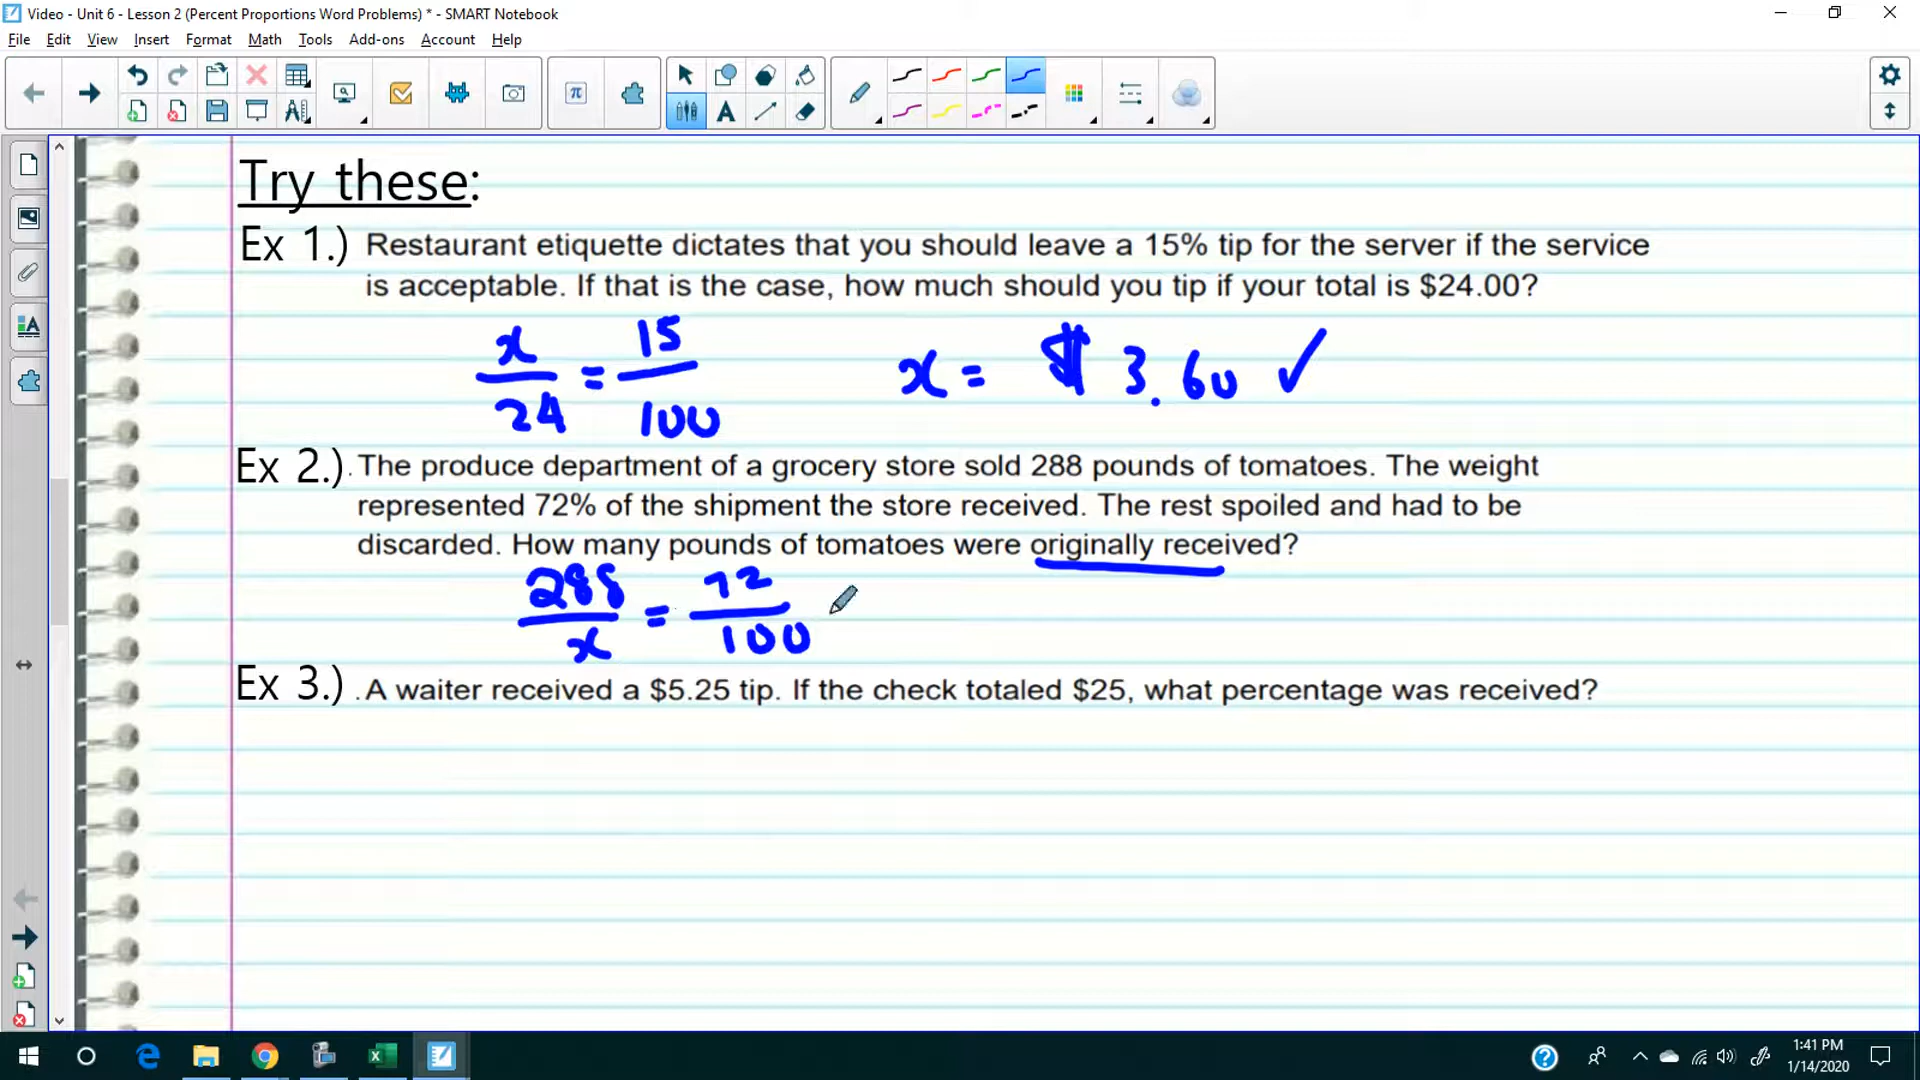 Video - Unit 6 - Lesson 2 (Percent Proportions Word Problems) * - SMART Notebook
File Edit View Insert Format Math Tools Add-ons Account Help
Try these:
Ex 1.) Restaurant etiquette dictates that you should leave a 15% tip for the server if the service
is acceptable. If that is the case, how much should you tip if your total is $24.00?
x/24 = 15/100 x = $ 3.60 ✓
Ex 2.) . The produce department of a grocery store sold 288 pounds of tomatoes. The weight
represented 72% of the shipment the store received. The rest spoiled and had to be
discarded. How many pounds of tomatoes were originally received?
288/x = 72/100
Ex 3.) . A waiter received a $5.25 tip. If the check totaled $25, what percentage was received?
1:41 PM
1/14/2020